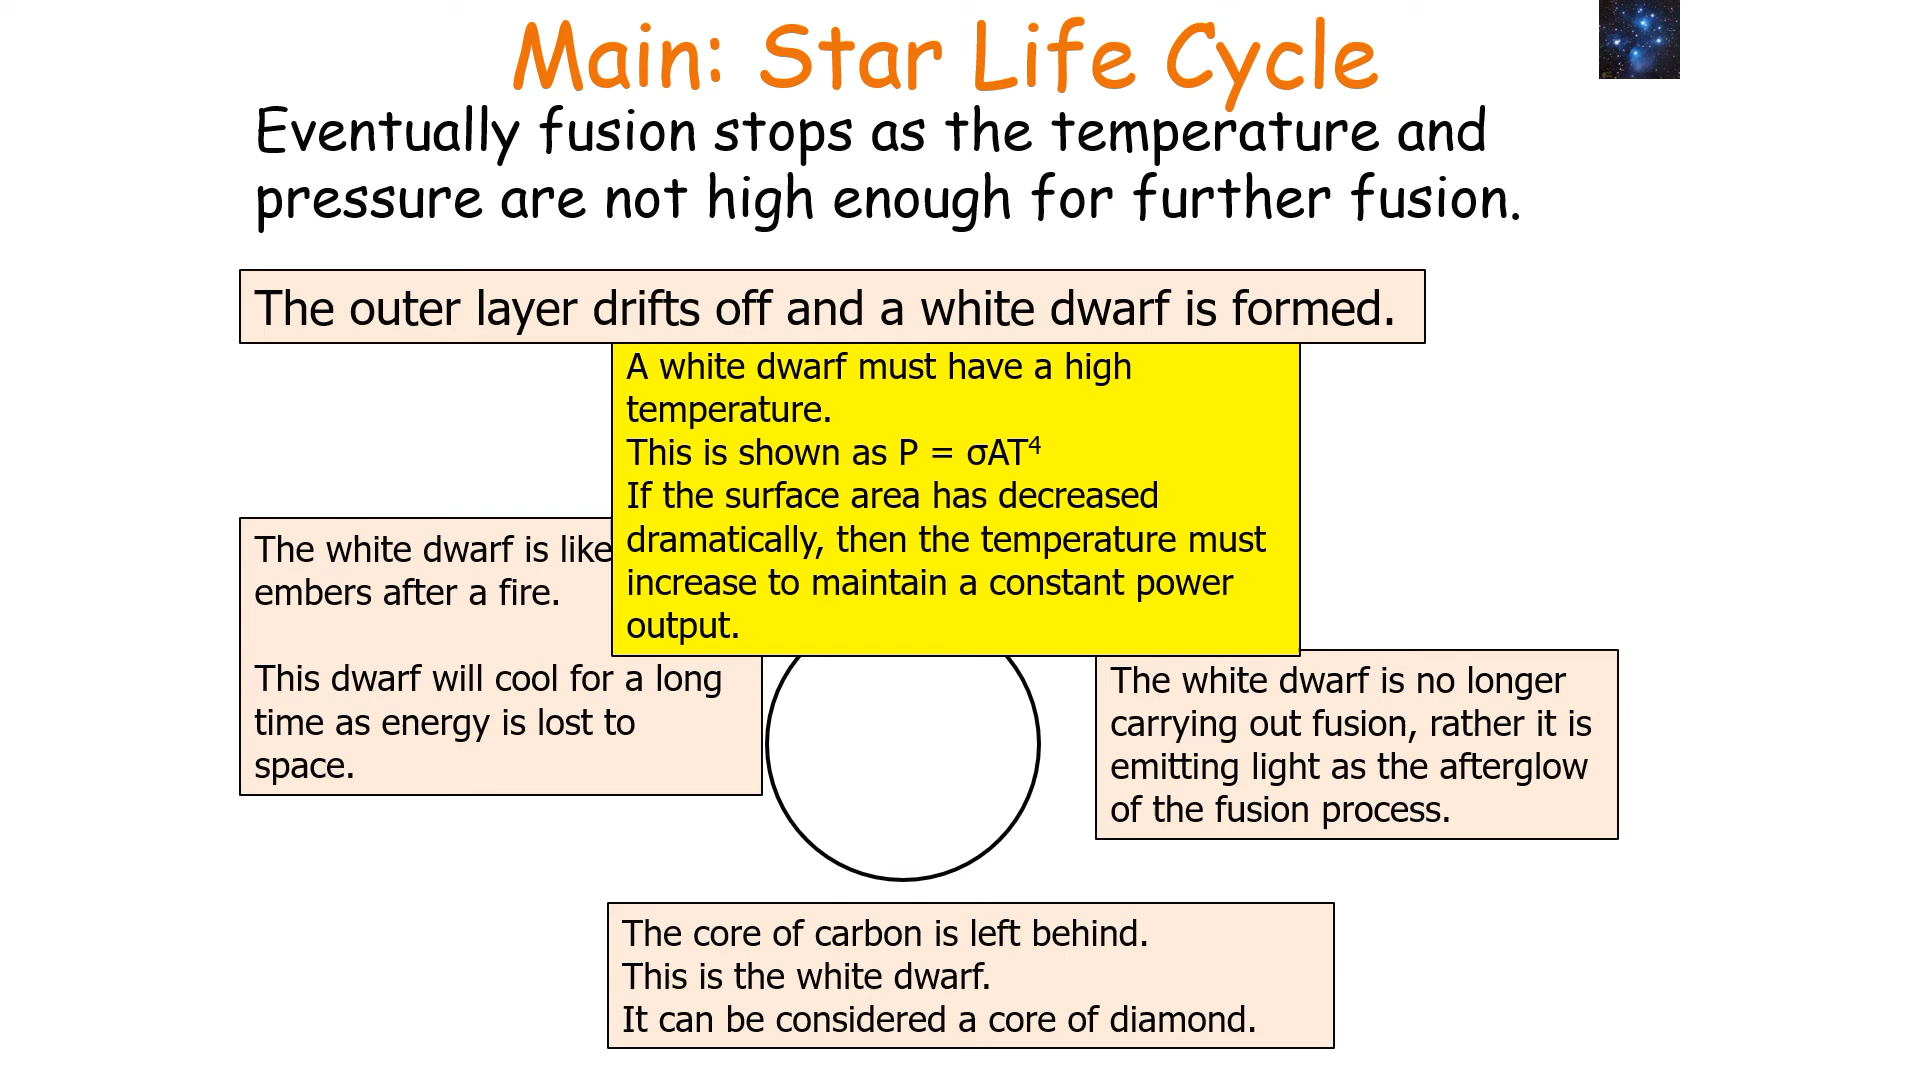 Main: Star Life Cycle
Eventually fusion stops as the temperature and
pressure are not high enough for further fusion.
The outer layer drifts off and a white dwarf is formed.
A white dwarf must have a high
temperature.
This is shown as P = σAT⁴
If the surface area has decreased
dramatically, then the temperature must
increase to maintain a constant power
output.
The white dwarf is like
embers after a fire.
This dwarf will cool for a long
time as energy is lost to
space.
The white dwarf is no longer
carrying out fusion, rather it is
emitting light as the afterglow
of the fusion process.
The core of carbon is left behind.
This is the white dwarf.
It can be considered a core of diamond.